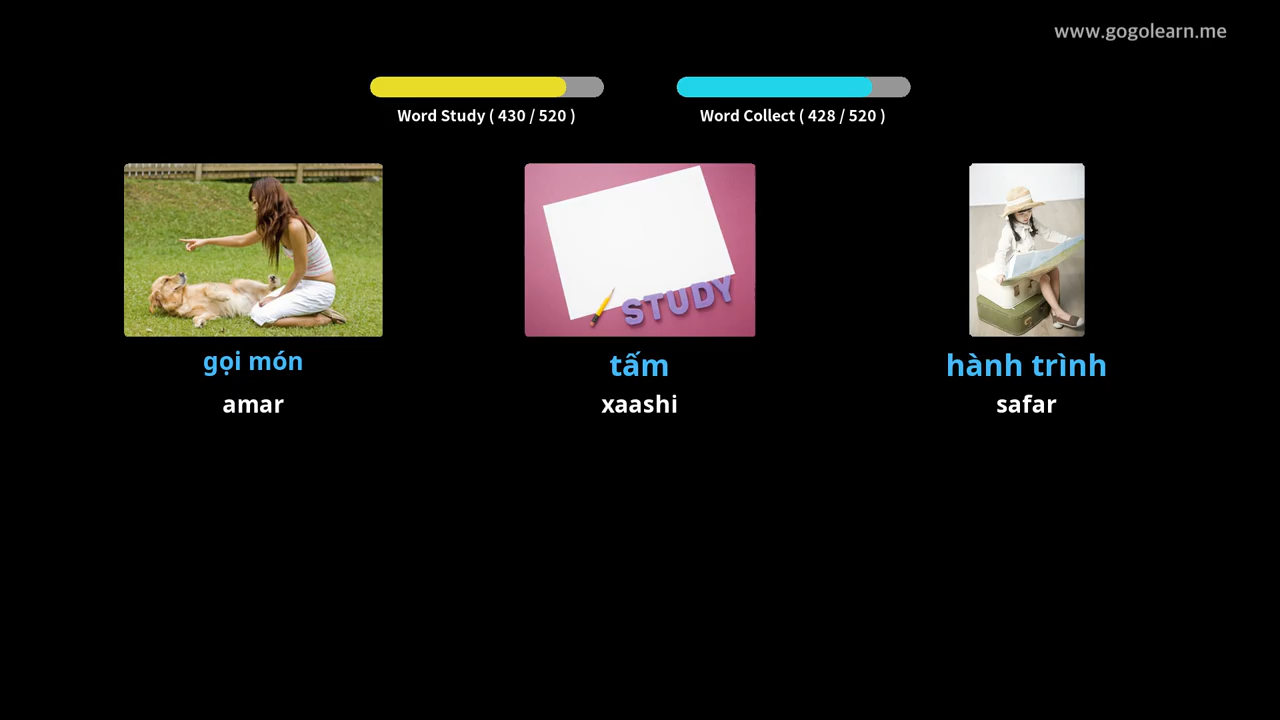 www.gogolearn.me
Word Study ( 430 / 520 )
Word Collect ( 428 / 520 )
STUDY
gọi món
tấm
hành trình
amar
xaashi
safar